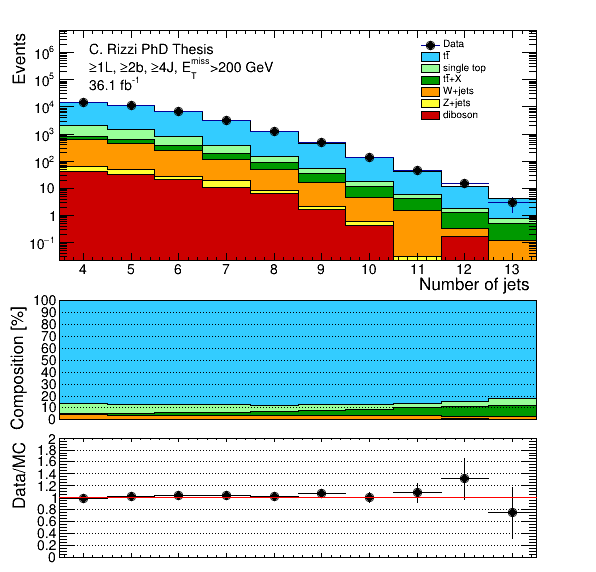 Events
C. Rizzi PhD Thesis
≥1L, ≥2b, ≥4J, E_T^miss>200 GeV
36.1 fb⁻¹
Data
tt̄
single top
tt̄+X
W+jets
Z+jets
diboson
10⁶
10⁵
10⁴
10³
10²
10
1
10⁻¹
4 5 6 7 8 9 10 11 12 13
Number of jets
Composition [%]
100
90
80
70
60
50
40
30
20
10
0
Data/MC
2
1.8
1.6
1.4
1.2
1
0.8
0.6
0.4
0.2
0